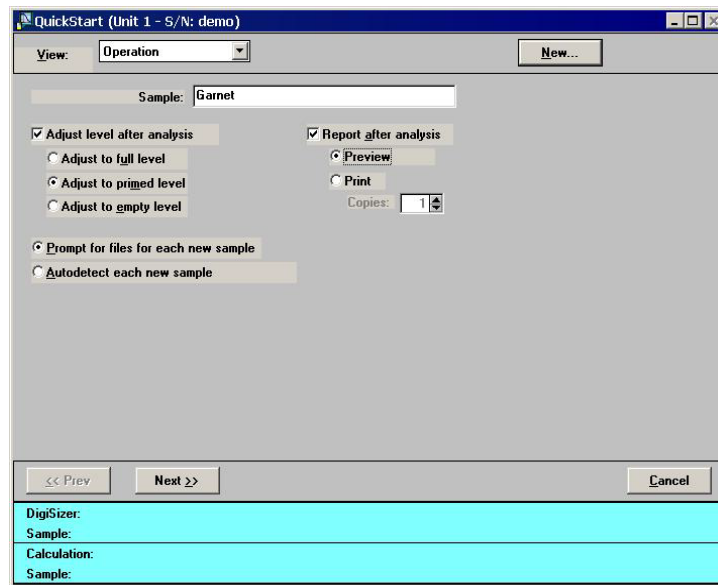 QuickStart (Unit 1 - S/N: demo)
View: Operation New...
Sample: Garnet
Adjust level after analysis Report after analysis
Adjust to full level Preview
Adjust to primed level Print
Adjust to empty level Copies: 1
Prompt for files for each new sample
Autodetect each new sample
<< Prev Next >> Cancel
DigiSizer:
Sample:
Calculation:
Sample: